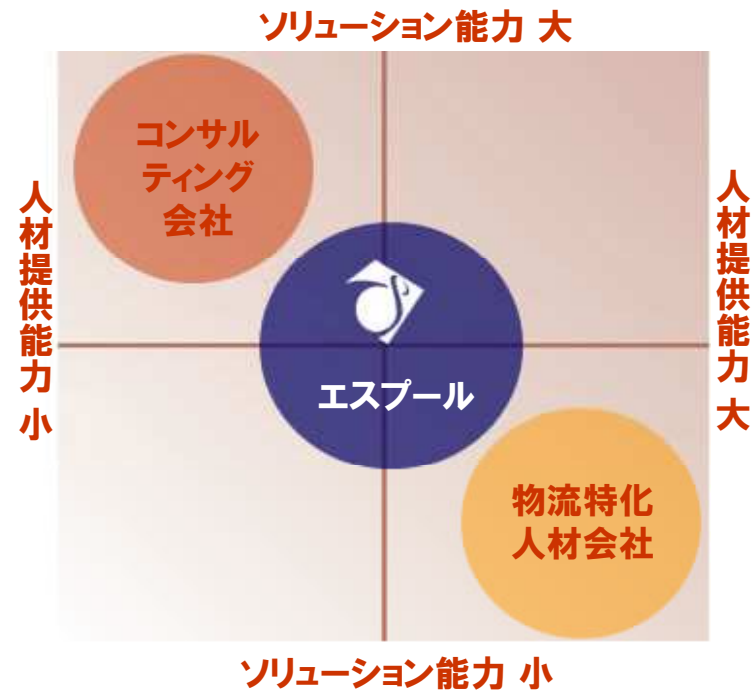 ソリューション能力 大
コンサル
ティング
会社
人材提供能力 小
人材提供能力 大
エスプール
物流特化
人材会社
ソリューション能力 小